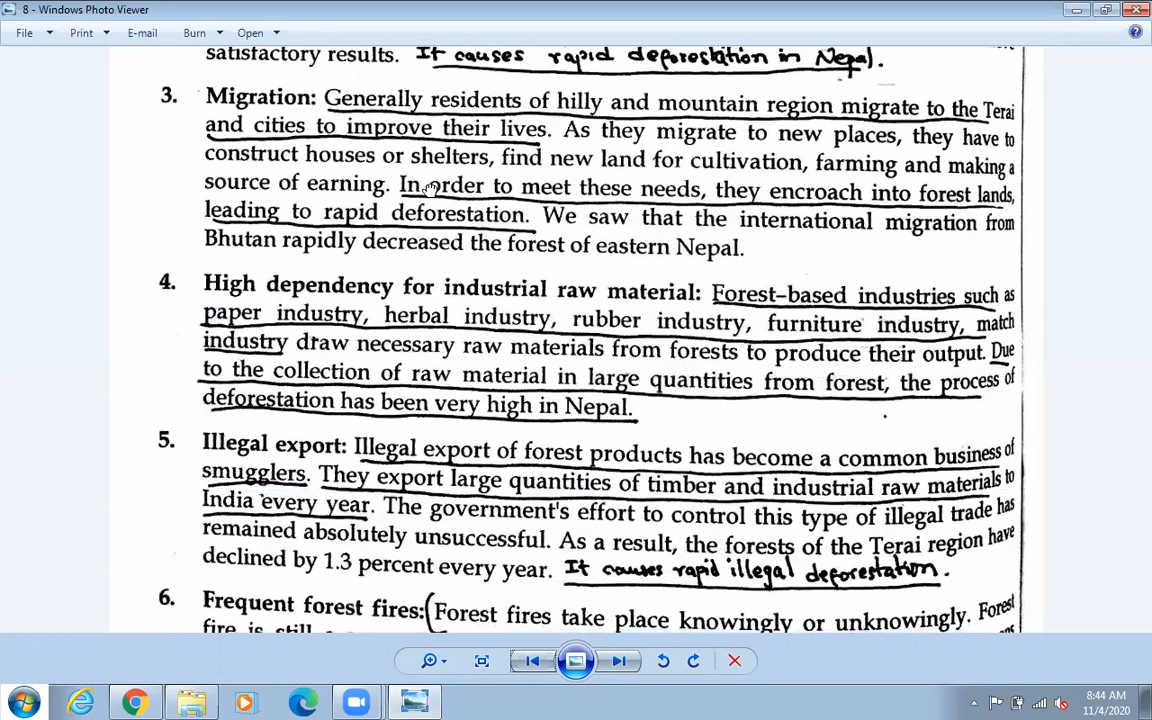 8 - Windows Photo Viewer
File Print E-mail Burn Open
satisfactory results. It causes rapid deforestation in Nepal.
3. Migration: Generally residents of hilly and mountain region migrate to the Terai
and cities to improve their lives. As they migrate to new places, they have to
construct houses or shelters, find new land for cultivation, farming and making a
source of earning. In order to meet these needs, they encroach into forest lands,
leading to rapid deforestation. We saw that the international migration from
Bhutan rapidly decreased the forest of eastern Nepal.
4. High dependency for industrial raw material: Forest-based industries such as
paper industry, herbal industry, rubber industry, furniture industry, match
industry draw necessary raw materials from forests to produce their output. Due
to the collection of raw material in large quantities from forest, the process of
deforestation has been very high in Nepal.
5. Illegal export: Illegal export of forest products has become a common business of
smugglers. They export large quantities of timber and industrial raw materials to
India every year. The government's effort to control this type of illegal trade has
remained absolutely unsuccessful. As a result, the forests of the Terai region have
declined by 1.3 percent every year. It causes rapid illegal deforestation.
6. Frequent forest fires: (Forest fires take place knowingly or unknowingly. Forest
fire is still a
8:44 AM
11/4/2020